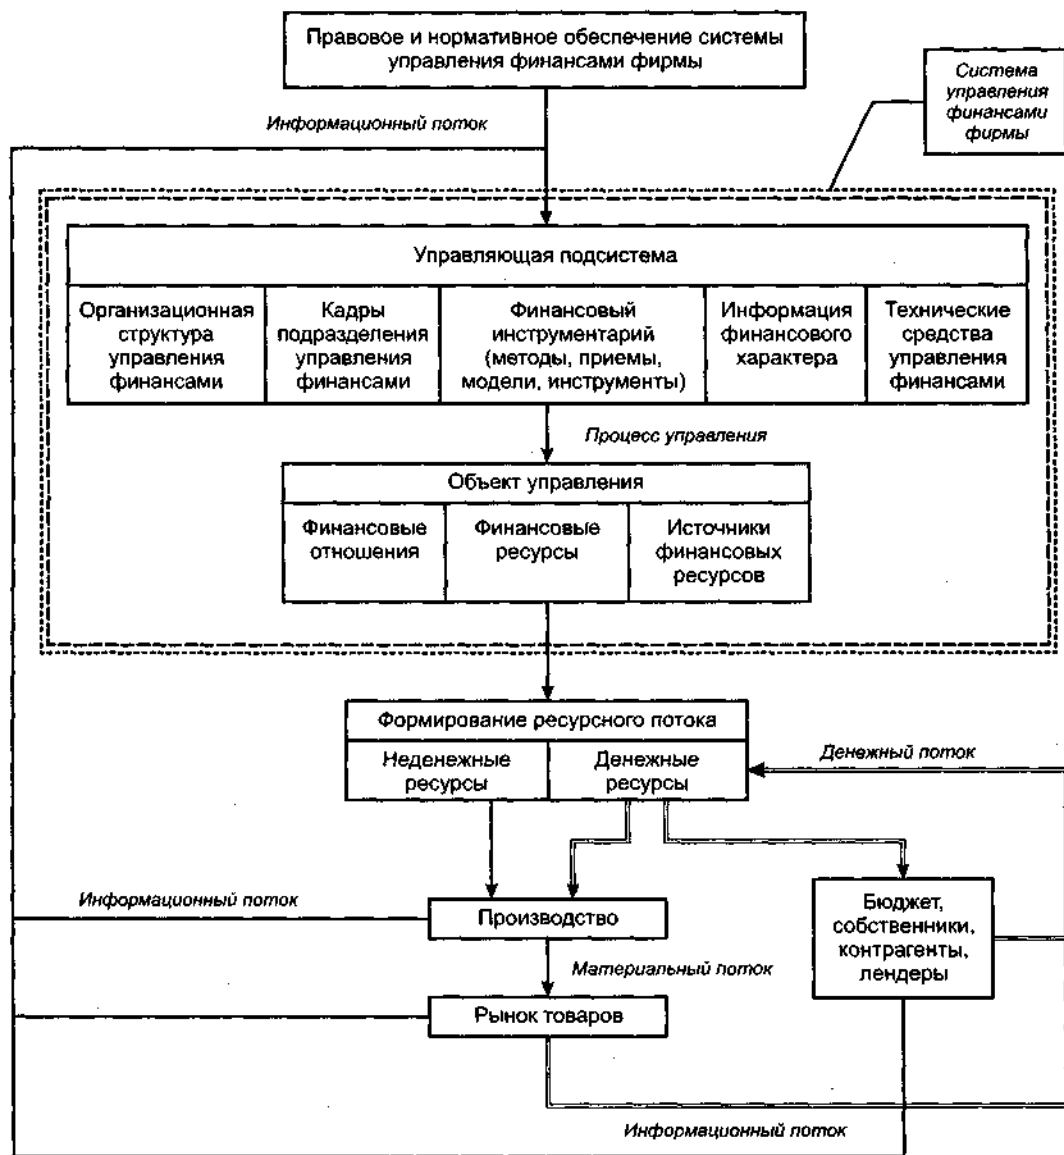 Правовое и нормативное обеспечение системы
управления финансами фирмы
Система
управления
финансами
фирмы
Информационный поток
Управляющая подсистема
Организационная
структура
управления
финансами
Кадры
подразделения
управления
финансами
Финансовый
инструментарий
(методы, приемы,
модели, инструменты)
Информация
финансового
характера
Технические
средства
управления
финансами
Процесс управления
Объект управления
Финансовые
отношения
Финансовые
ресурсы
Источники
финансовых
ресурсов
Формирование ресурсного потока
Неденежные
ресурсы
Денежные
ресурсы
Денежный поток
Информационный поток
Производство
Бюджет,
собственники,
контрагенты,
лендеры
Материальный поток
Рынок товаров
Информационный поток